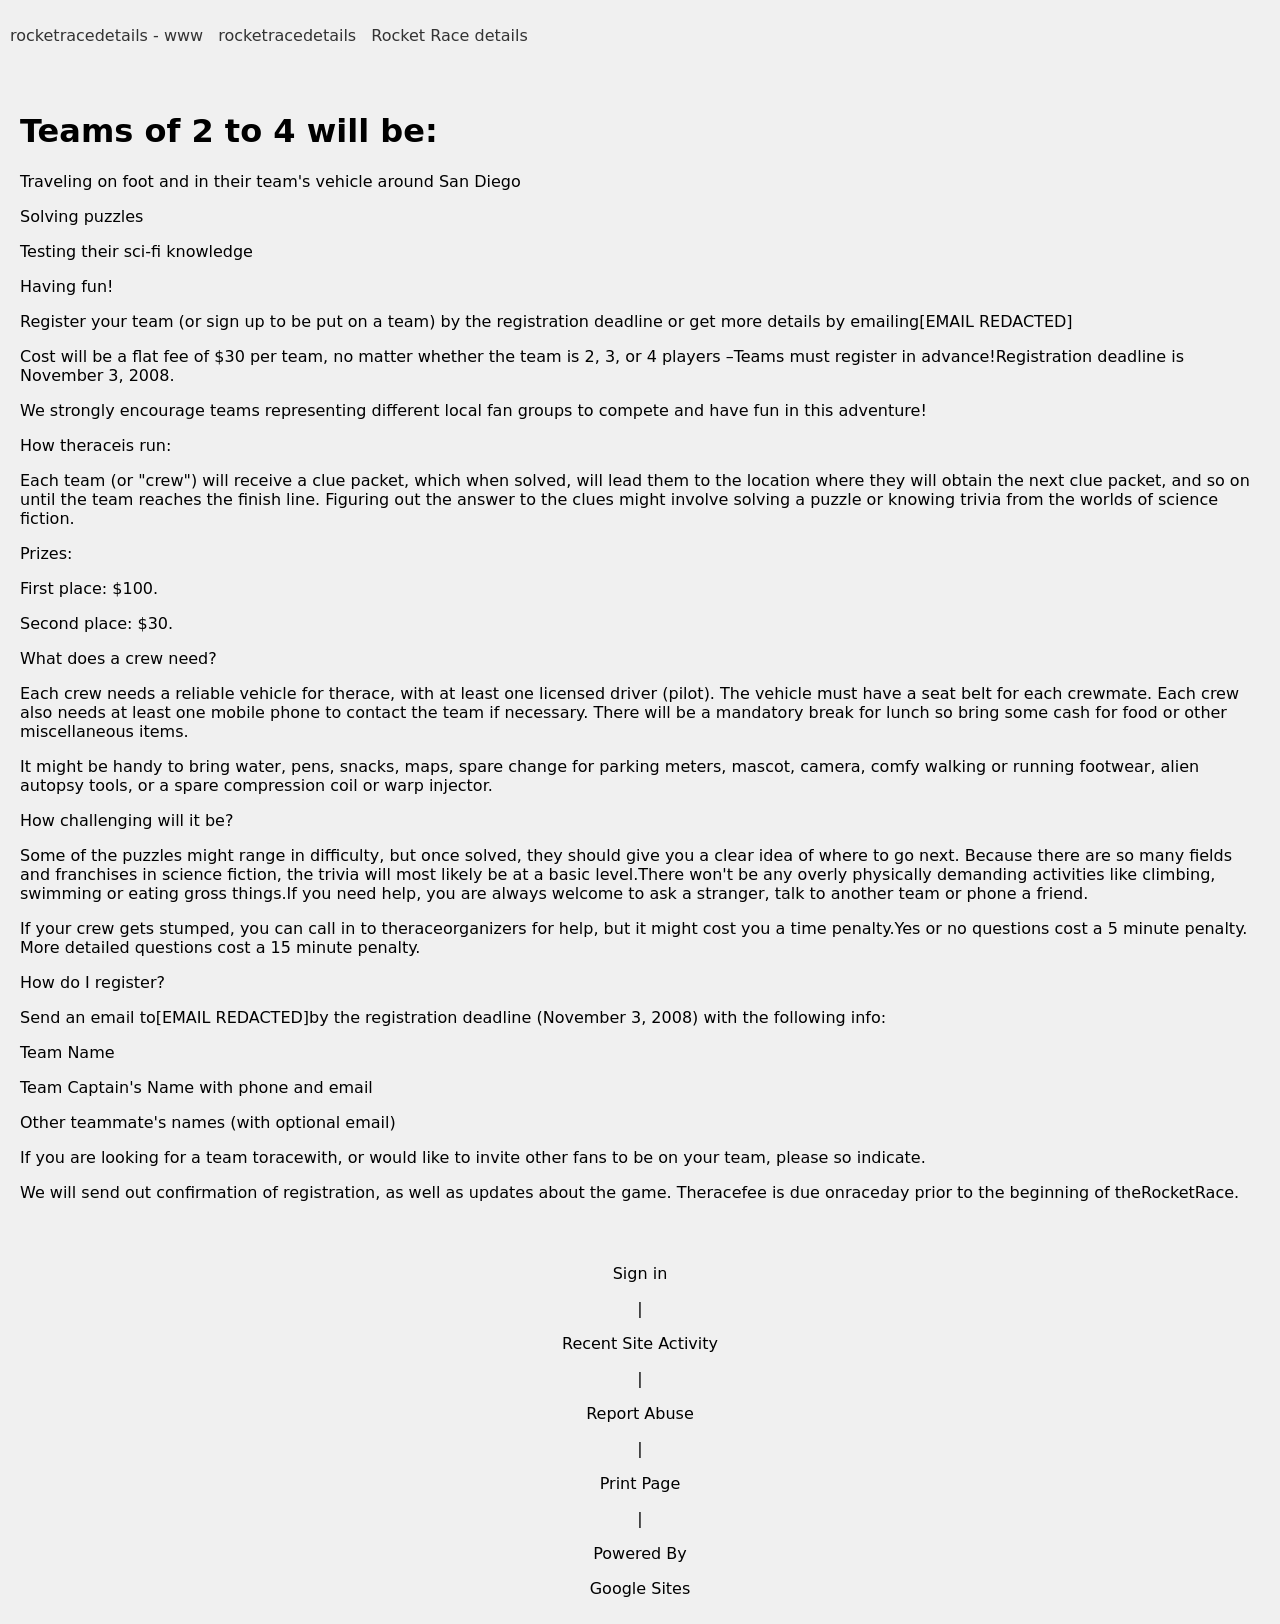 rocketracedetails - www rocketracedetails Rocket Race details
Teams of 2 to 4 will be:
Traveling on foot and in their team's vehicle around San Diego
Solving puzzles
Testing their sci-fi knowledge
Having fun!
Register your team (or sign up to be put on a team) by the registration deadline or get more details by emailing[EMAIL REDACTED]
Cost will be a flat fee of $30 per team, no matter whether the team is 2, 3, or 4 players –Teams must register in advance!Registration deadline is
November 3, 2008.
We strongly encourage teams representing different local fan groups to compete and have fun in this adventure!
How theraceis run:
Each team (or "crew") will receive a clue packet, which when solved, will lead them to the location where they will obtain the next clue packet, and so on
until the team reaches the finish line. Figuring out the answer to the clues might involve solving a puzzle or knowing trivia from the worlds of science
fiction.
Prizes:
First place: $100.
Second place: $30.
What does a crew need?
Each crew needs a reliable vehicle for therace, with at least one licensed driver (pilot). The vehicle must have a seat belt for each crewmate. Each crew
also needs at least one mobile phone to contact the team if necessary. There will be a mandatory break for lunch so bring some cash for food or other
miscellaneous items.
It might be handy to bring water, pens, snacks, maps, spare change for parking meters, mascot, camera, comfy walking or running footwear, alien
autopsy tools, or a spare compression coil or warp injector.
How challenging will it be?
Some of the puzzles might range in difficulty, but once solved, they should give you a clear idea of where to go next. Because there are so many fields
and franchises in science fiction, the trivia will most likely be at a basic level.There won't be any overly physically demanding activities like climbing,
swimming or eating gross things.If you need help, you are always welcome to ask a stranger, talk to another team or phone a friend.
If your crew gets stumped, you can call in to theraceorganizers for help, but it might cost you a time penalty.Yes or no questions cost a 5 minute penalty.
More detailed questions cost a 15 minute penalty.
How do I register?
Send an email to[EMAIL REDACTED]by the registration deadline (November 3, 2008) with the following info:
Team Name
Team Captain's Name with phone and email
Other teammate's names (with optional email)
If you are looking for a team toracewith, or would like to invite other fans to be on your team, please so indicate.
We will send out confirmation of registration, as well as updates about the game. Theracefee is due onraceday prior to the beginning of theRocketRace.
Sign in
|
Recent Site Activity
|
Report Abuse
|
Print Page
|
Powered By
Google Sites